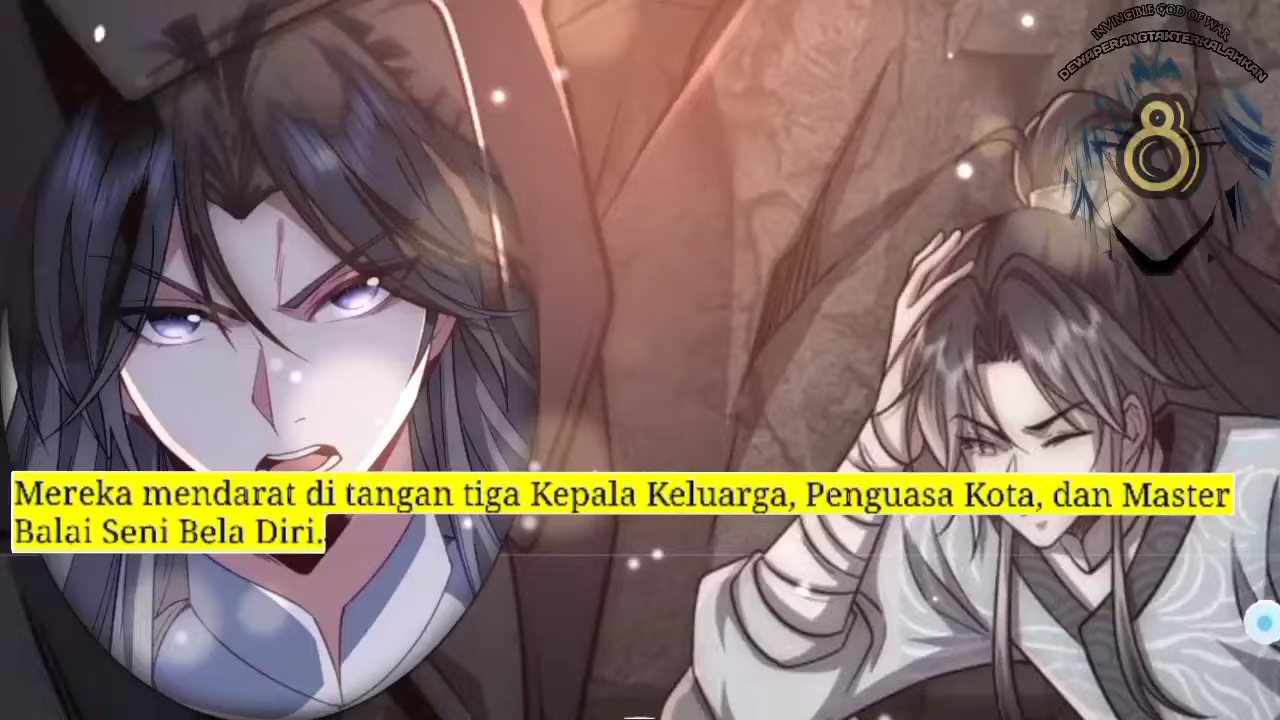 INVINCIBLE GOD OF WAR
DEWAPERANGTAKTERKALAHKAN
8
Mereka mendarat di tangan tiga Kepala Keluarga, Penguasa Kota, dan Master
Balai Seni Bela Diri.